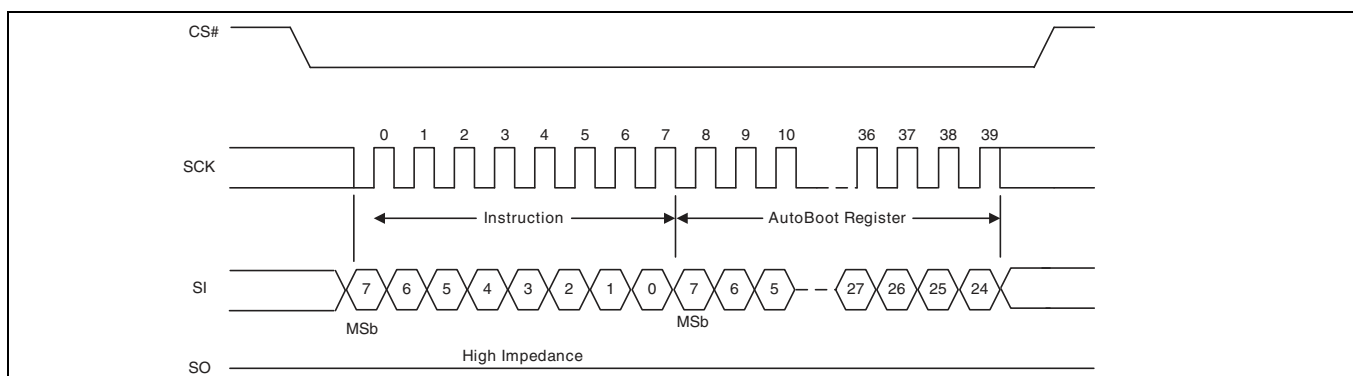 CS#
0 1 2 3 4 5 6 7 8 9 10 36 37 38 39
SCK
Instruction AutoBoot Register
SI 7 6 5 4 3 2 1 0 7 6 5 27 26 25 24
MSb MSb
High Impedance
SO